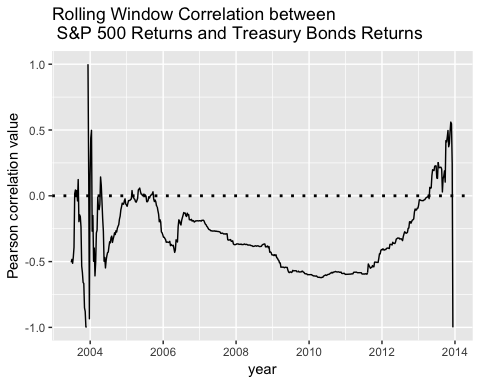 Rolling Window Correlation between
S&P 500 Returns and Treasury Bonds Returns
Pearson correlation value
1.0
0.5
0.0
-0.5
-1.0
2004 2006 2008 2010 2012 2014
year